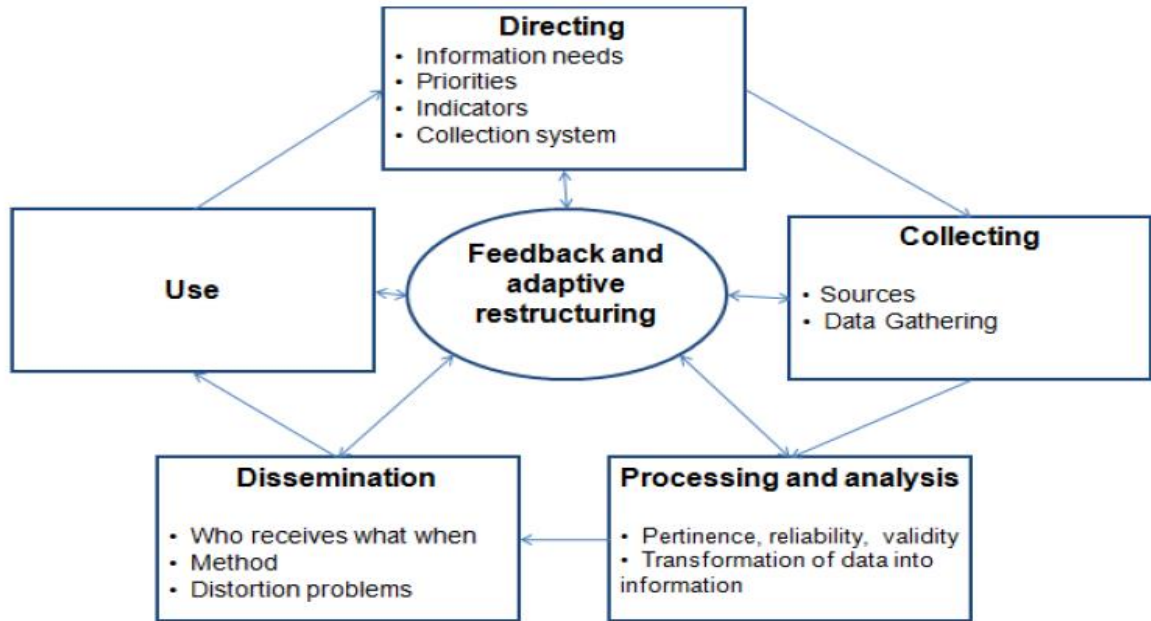 Directing
• Information needs
• Priorities
• Indicators
• Collection system
Use
Feedback and
adaptive
restructuring
Collecting
• Sources
• Data Gathering
Dissemination
• Who receives what when
• Method
• Distortion problems
Processing and analysis
• Pertinence, reliability, validity
• Transformation of data into
information